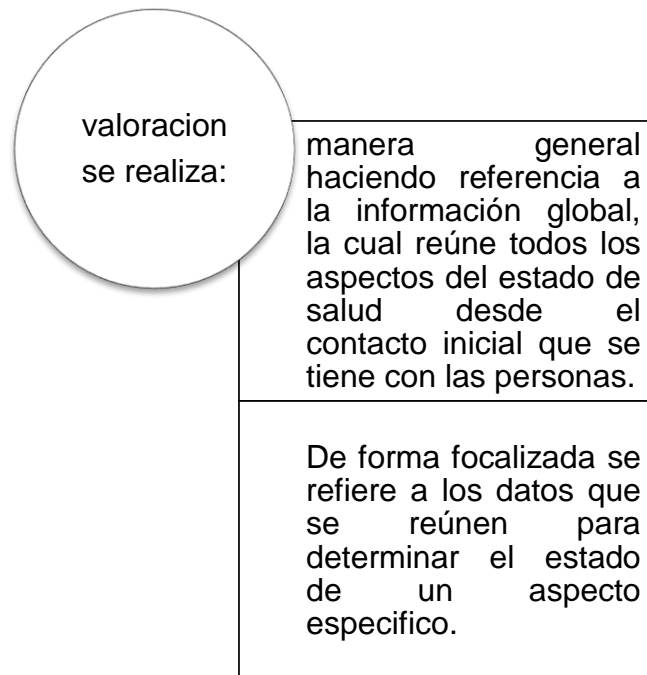 valoracion
se realiza:
manera general
haciendo referencia a
la información global,
la cual reúne todos los
aspectos del estado de
salud desde el
contacto inicial que se
tiene con las personas.
De forma focalizada se
refiere a los datos que
se reúnen para
determinar el estado
de un aspecto
especifico.